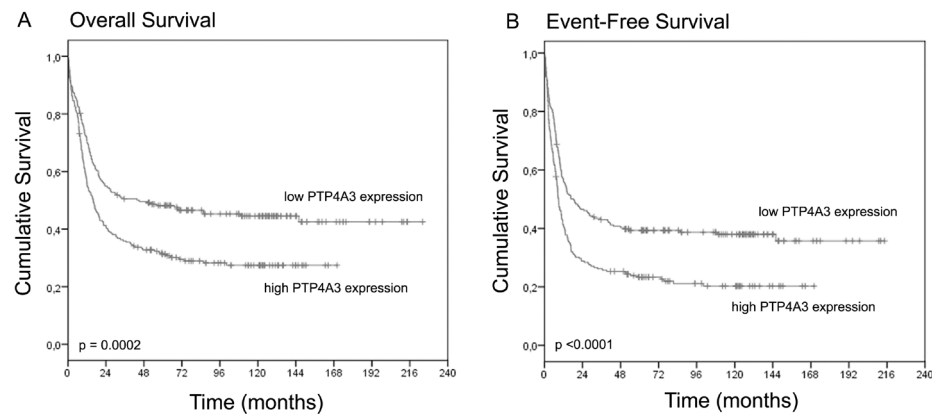 A Overall Survival
Cumulative Survival
1,0
0,8
0,6
0,4
0,2
0,0
low PTP4A3 expression
high PTP4A3 expression
p = 0.0002
0 24 48 72 96 120 144 168 192 216 240
Time (months)
B Event-Free Survival
Cumulative Survival
1,0
0,8
0,6
0,4
0,2
0,0
low PTP4A3 expression
high PTP4A3 expression
p <0.0001
0 24 48 72 96 120 144 168 192 216 240
Time (months)